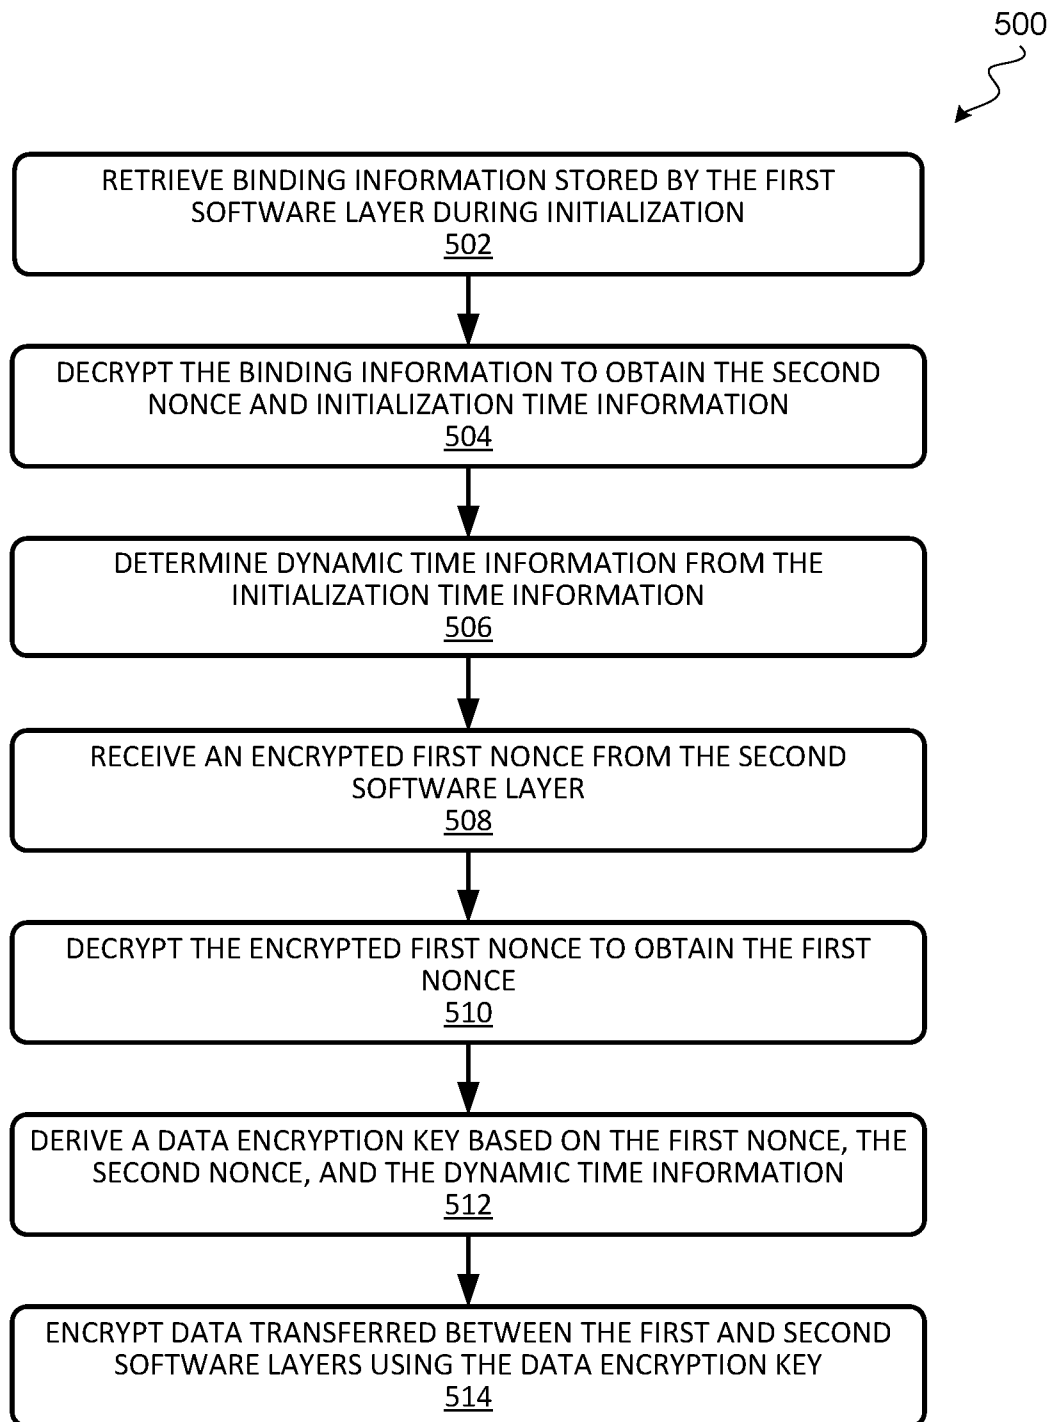 500
RETRIEVE BINDING INFORMATION STORED BY THE FIRST
SOFTWARE LAYER DURING INITIALIZATION
502
DECRYPT THE BINDING INFORMATION TO OBTAIN THE SECOND
NONCE AND INITIALIZATION TIME INFORMATION
504
DETERMINE DYNAMIC TIME INFORMATION FROM THE
INITIALIZATION TIME INFORMATION
506
RECEIVE AN ENCRYPTED FIRST NONCE FROM THE SECOND
SOFTWARE LAYER
508
DECRYPT THE ENCRYPTED FIRST NONCE TO OBTAIN THE FIRST
NONCE
510
DERIVE A DATA ENCRYPTION KEY BASED ON THE FIRST NONCE, THE
SECOND NONCE, AND THE DYNAMIC TIME INFORMATION
512
ENCRYPT DATA TRANSFERRED BETWEEN THE FIRST AND SECOND
SOFTWARE LAYERS USING THE DATA ENCRYPTION KEY
514